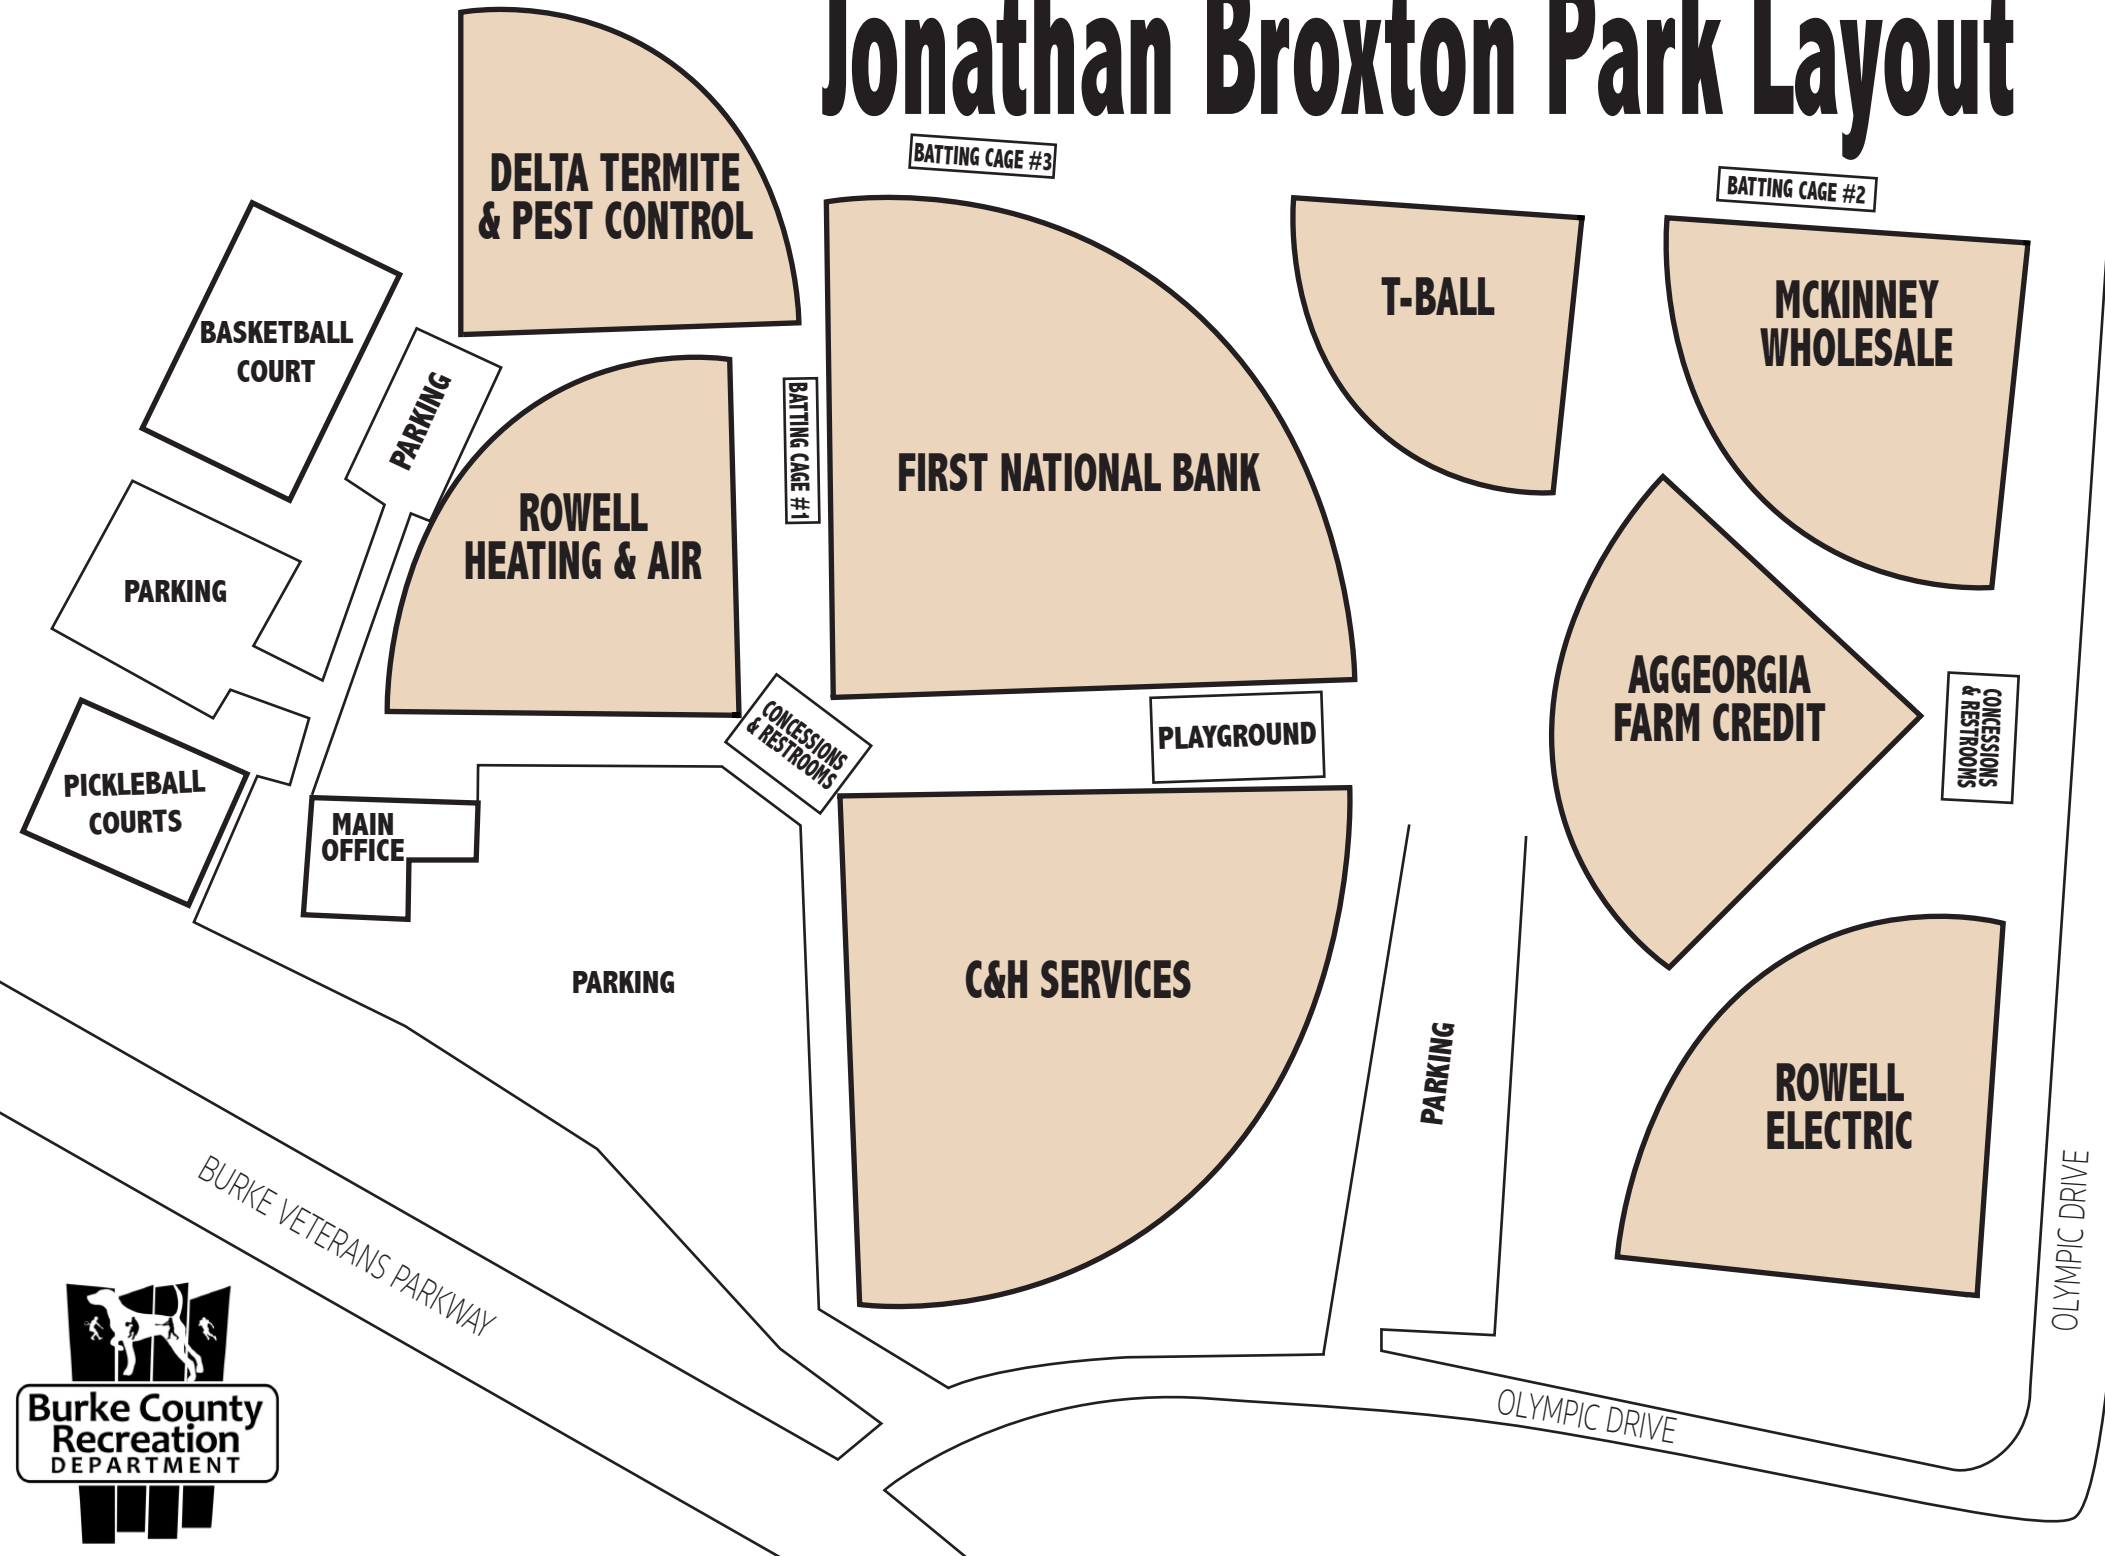 Jonathan Broxton Park Layout
BATTING CAGE #3
BATTING CAGE #2
DELTA TERMITE
& PEST CONTROL
T-BALL
MCKINNEY
WHOLESALE
BASKETBALL
COURT
PARKING
BATTING CAGE #1
FIRST NATIONAL BANK
ROWELL
HEATING & AIR
PARKING
AGGEORGIA
FARM CREDIT
CONCESSIONS
& RESTROOMS
PLAYGROUND
CONCESSIONS
& RESTROOMS
PICKLEBALL
COURTS
MAIN
OFFICE
PARKING
C&H SERVICES
PARKING
ROWELL
ELECTRIC
BURKE VETERANS PARKWAY
OLYMPIC DRIVE
OLYMPIC DRIVE
Burke County
Recreation
DEPARTMENT